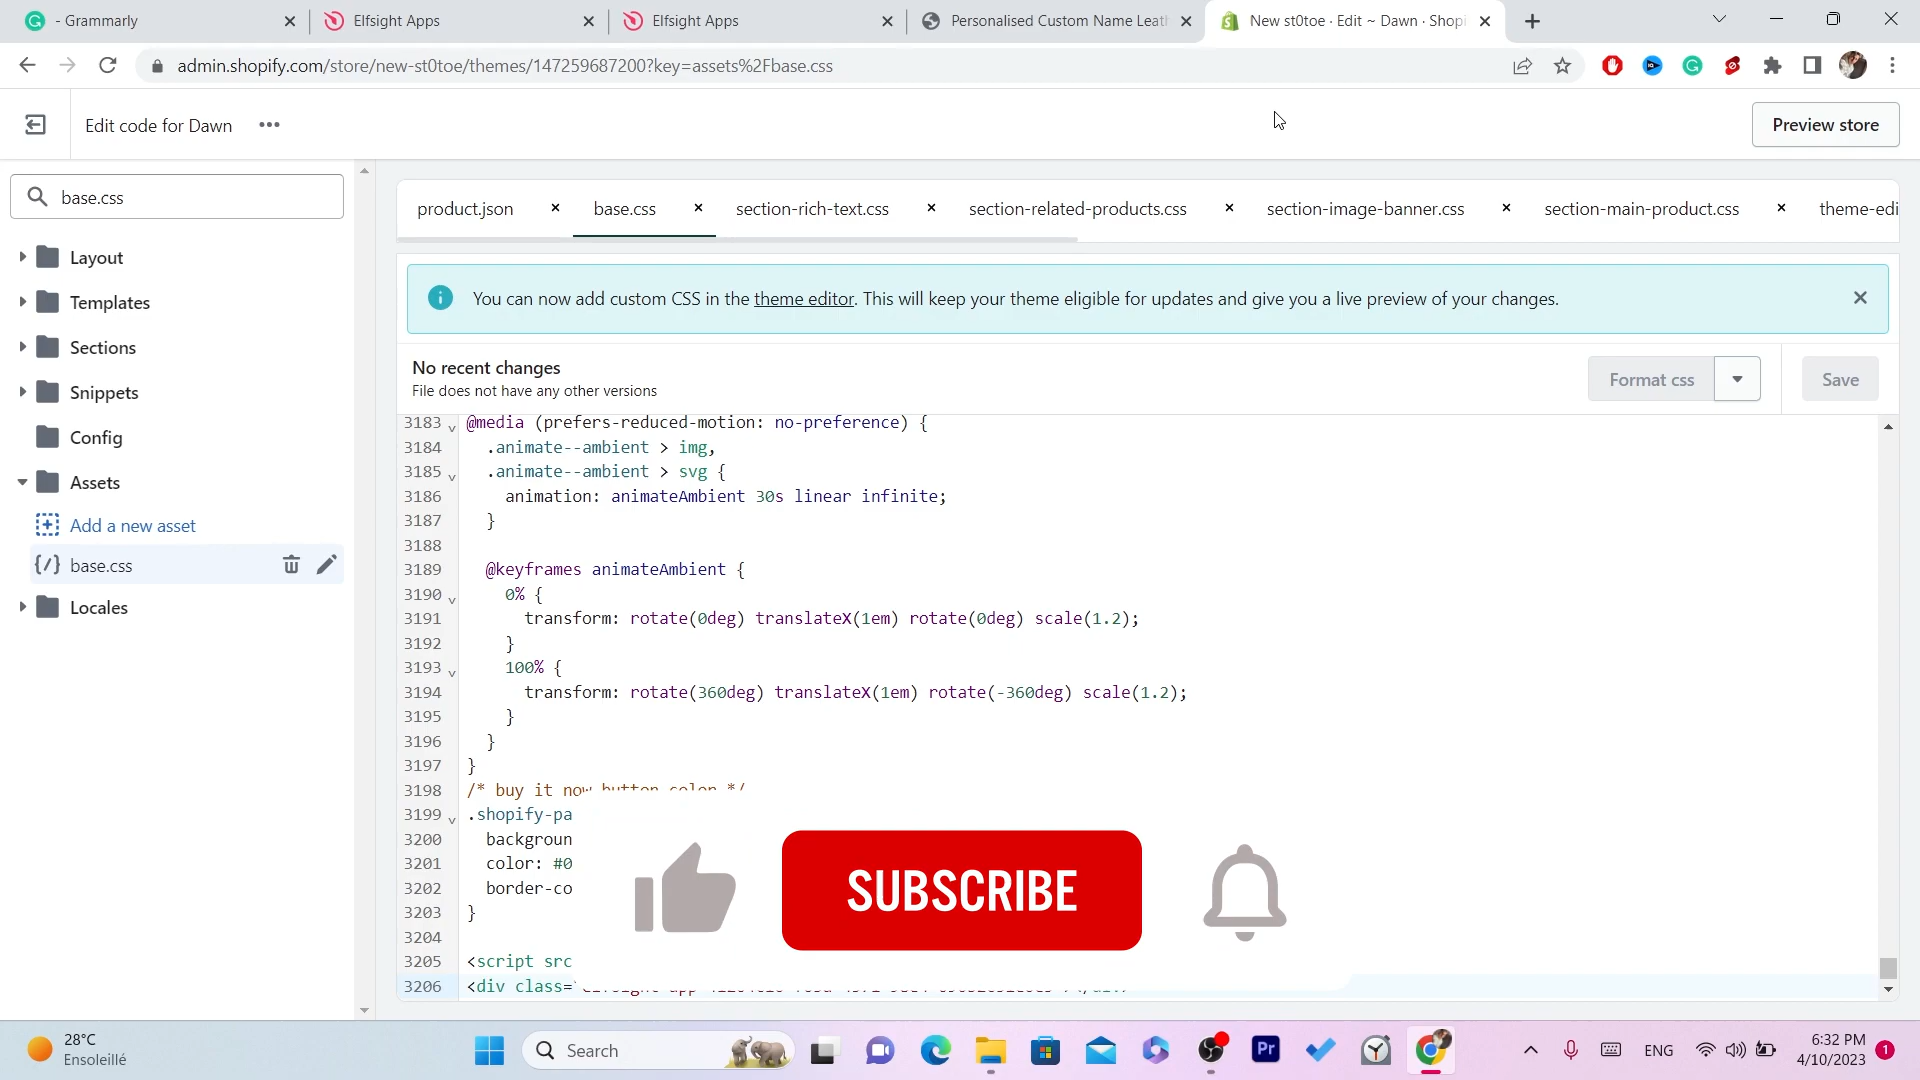 - Grammarly
Elfsight Apps
Elfsight Apps
Personalised Custom Name Leath
New st0toe · Edit ~ Dawn · Shopi
admin.shopify.com/store/new-st0toe/themes/147259687200?key=assets%2Fbase.css
Edit code for Dawn
Preview store
base.css
product.json
base.css
section-rich-text.css
section-related-products.css
section-image-banner.css
section-main-product.css
theme-edi
Layout
Templates
Sections
Snippets
Config
Assets
Add a new asset
{/} base.css
Locales
You can now add custom CSS in the theme editor. This will keep your theme eligible for updates and give you a live preview of your changes.
No recent changes
File does not have any other versions
Format css
Save
3183 @media (prefers-reduced-motion: no-preference) {
3184 .animate--ambient > img,
3185 .animate--ambient > svg {
3186 animation: animateAmbient 30s linear infinite;
3187 }
3188
3189 @keyframes animateAmbient {
3190 0% {
3191 transform: rotate(0deg) translateX(1em) rotate(0deg) scale(1.2);
3192 }
3193 100% {
3194 transform: rotate(360deg) translateX(1em) rotate(-360deg) scale(1.2);
3195 }
3196 }
3197 }
3198 /* buy it now button color */
3199 .shopify-pa
3200 backgroun
3201 color: #0
3202 border-co
3203 }
3204
3205 <script src
3206 <div class=
SUBSCRIBE
28°C
Ensoleillé
Search
Pr
ENG
6:32 PM
4/10/2023
1